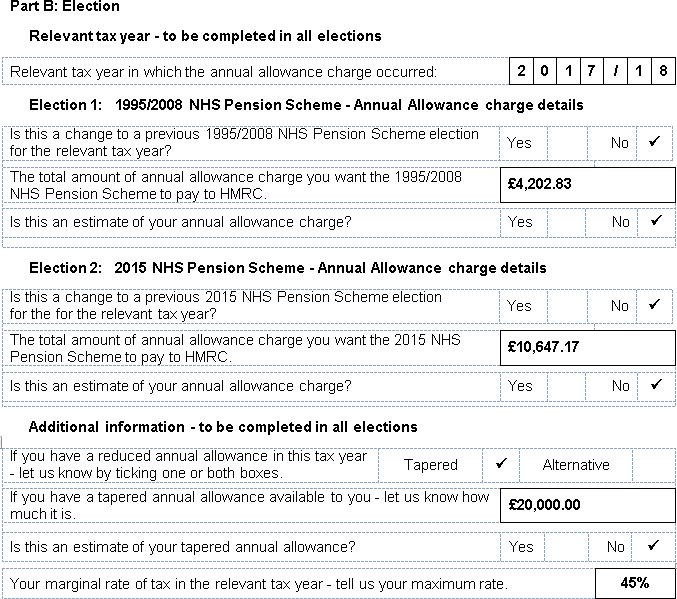 Part B: Election
Relevant tax year - to be completed in all elections
Relevant tax year in which the annual allowance charge occurred: 2 0 1 7 / 1 8
Election 1: 1995/2008 NHS Pension Scheme - Annual Allowance charge details
Is this a change to a previous 1995/2008 NHS Pension Scheme election
for the relevant tax year? Yes No ✓
The total amount of annual allowance charge you want the 1995/2008
NHS Pension Scheme to pay to HMRC. £4,202.83
Is this an estimate of your annual allowance charge? Yes No ✓
Election 2: 2015 NHS Pension Scheme - Annual Allowance charge details
Is this a change to a previous 2015 NHS Pension Scheme election
for the for the relevant tax year? Yes No ✓
The total amount of annual allowance charge you want the 2015 NHS
Pension Scheme to pay to HMRC. £10,647.17
Is this an estimate of your annual allowance charge? Yes No ✓
Additional information - to be completed in all elections
If you have a reduced annual allowance in this tax year
- let us know by ticking one or both boxes. Tapered ✓ Alternative
If you have a tapered annual allowance available to you - let us know how
much it is. £20,000.00
Is this an estimate of your tapered annual allowance? Yes No ✓
Your marginal rate of tax in the relevant tax year - tell us your maximum rate. 45%